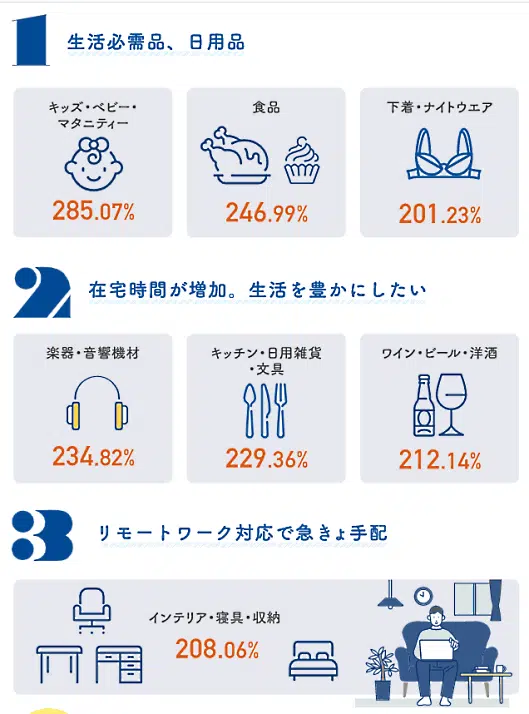 1 生活必需品、日用品
キッズ・ベビー・
マタニティー
285.07%
食品
246.99%
下着・ナイトウエア
201.23%
2 在宅時間が増加。生活を豊かにしたい
楽器・音響機材
234.82%
キッチン・日用雑貨
・文具
229.36%
ワイン・ビール・洋酒
212.14%
3 リモートワーク対応で急きょ手配
インテリア・寝具・収納
208.06%